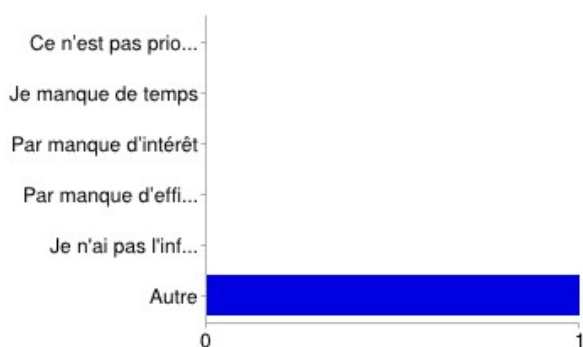 Ce n'est pas prio...
Je manque de temps
Par manque d'intérêt
Par manque d'effi...
Je n'ai pas l'inf...
Autre
0 1